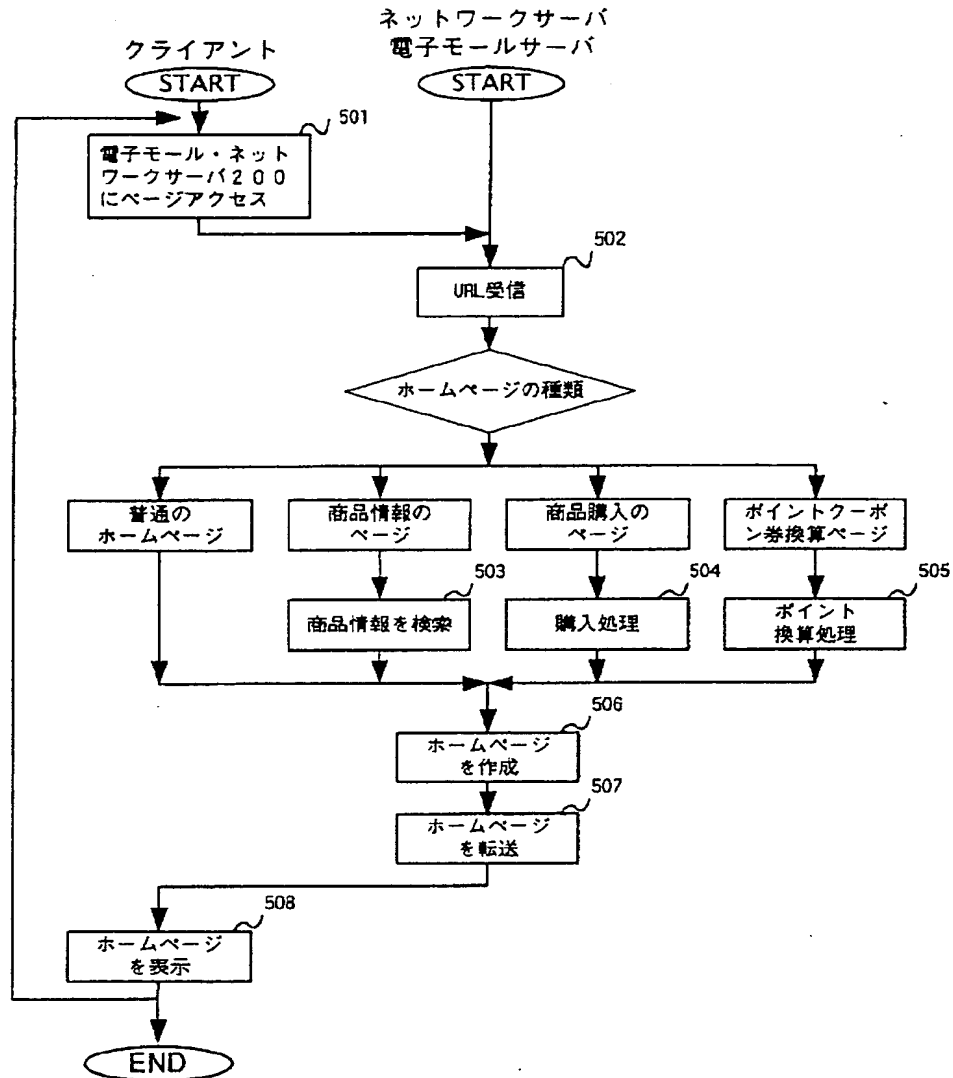 ネットワークサーバ
電子モールサーバ
クライアント
START
START
501
電子モール・ネット
ワークサーバ200
にページアクセス
502
URL受信
ホームページの種類
普通の
ホームページ
商品情報の
ページ
商品購入の
ページ
ポイントクーポ
ン券換算ページ
503
商品情報を検索
504
購入処理
505
ポイント
換算処理
506
ホームページ
を作成
507
ホームページ
を転送
508
ホームページ
を表示
END